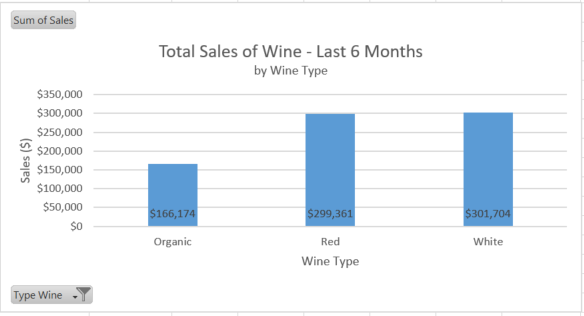 Sum of Sales
Total Sales of Wine - Last 6 Months
by Wine Type
$350,000
$300,000
$250,000
$200,000
$150,000
$100,000
$50,000
$0
Sales ($)
$166,174
$299,361
$301,704
Organic
Red
White
Wine Type
Type Wine